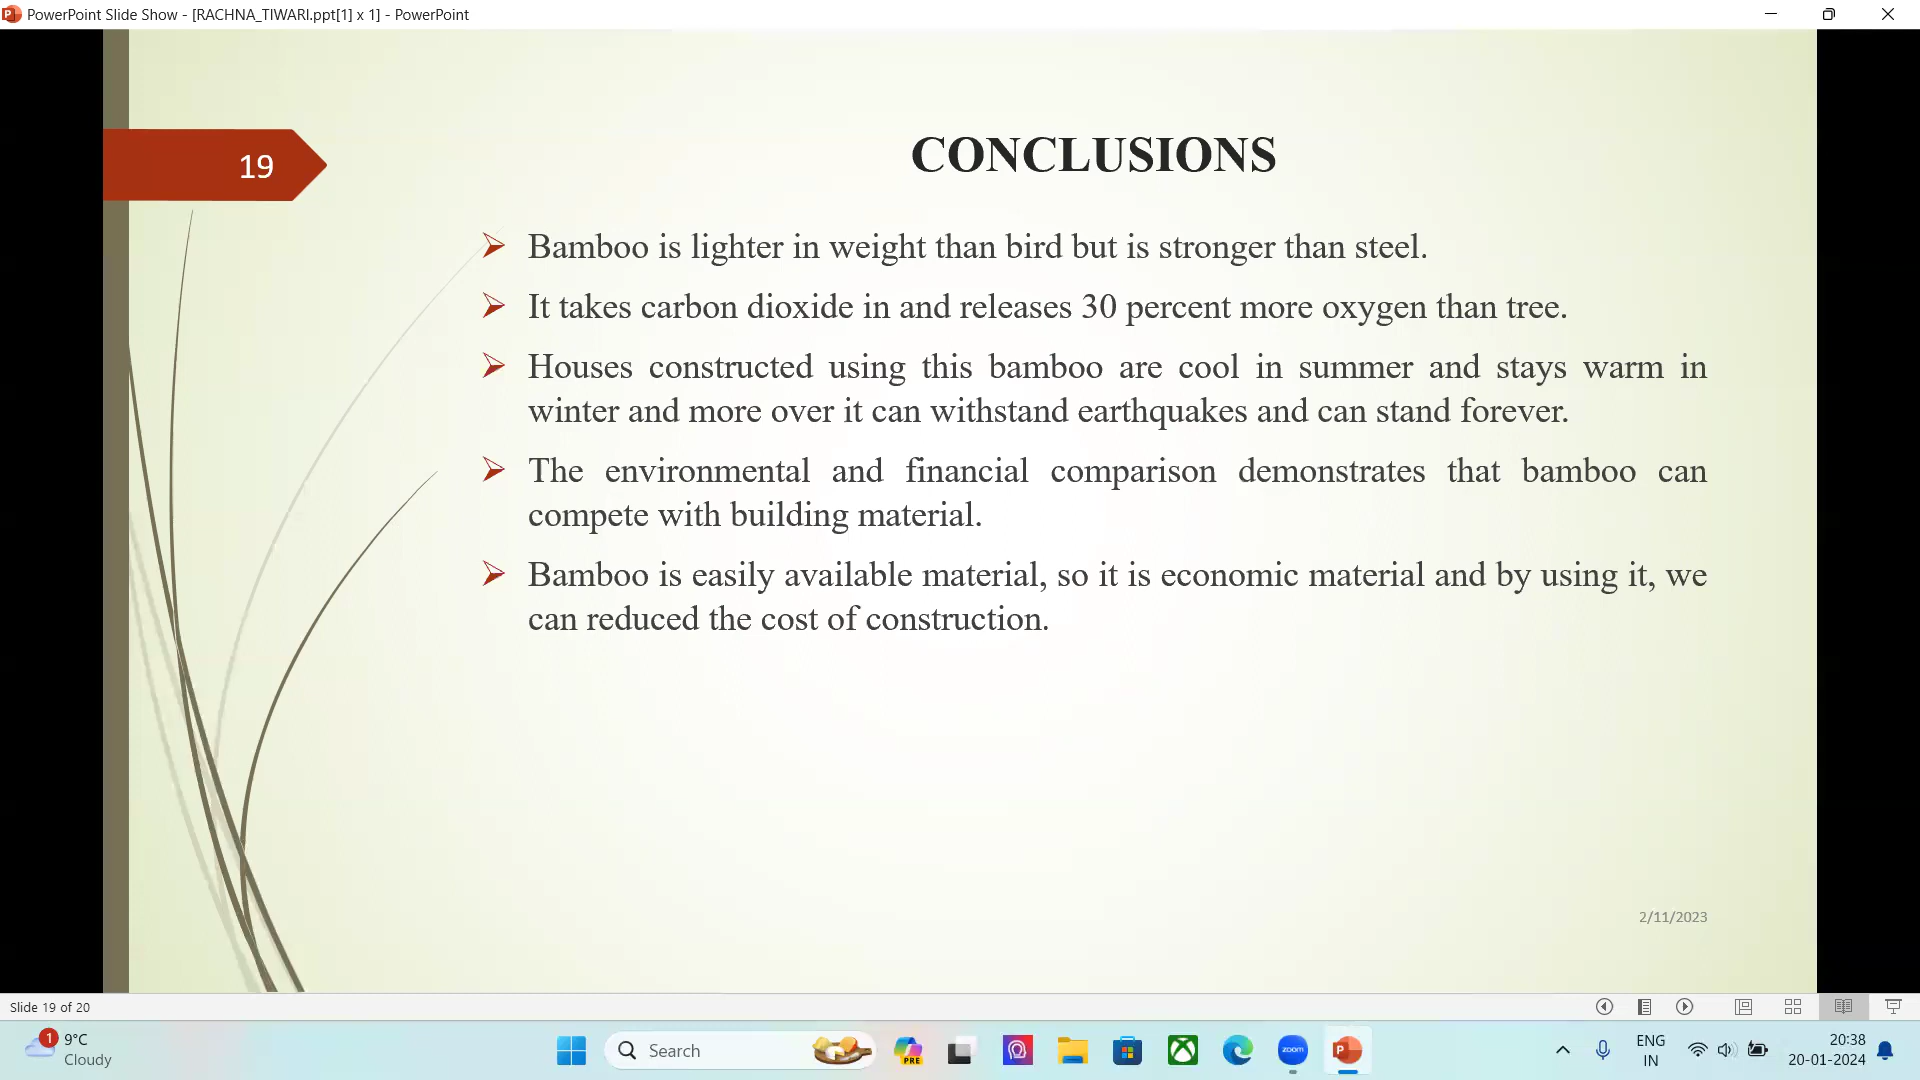 PowerPoint Slide Show - [RACHNA_TIWARI.ppt[1] x 1] - PowerPoint
19
CONCLUSIONS
Bamboo is lighter in weight than bird but is stronger than steel.
It takes carbon dioxide in and releases 30 percent more oxygen than tree.
Houses constructed using this bamboo are cool in summer and stays warm in
winter and more over it can withstand earthquakes and can stand forever.
The environmental and financial comparison demonstrates that bamboo can
compete with building material.
Bamboo is easily available material, so it is economic material and by using it, we
can reduced the cost of construction.
2/11/2023
Slide 19 of 20
1
9°C
Cloudy
Search
PRE
zoom
ENG
IN
20:38
20-01-2024